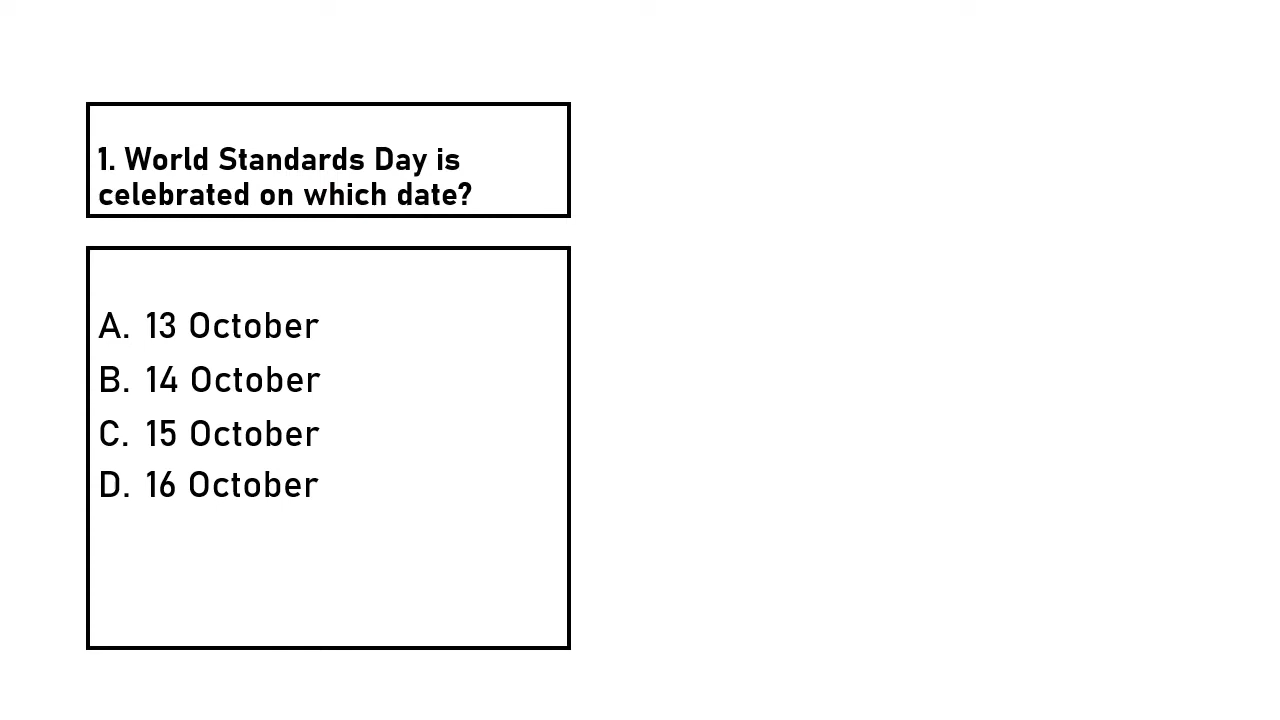 1. World Standards Day is
celebrated on which date?
A. 13 October
B. 14 October
C. 15 October
D. 16 October